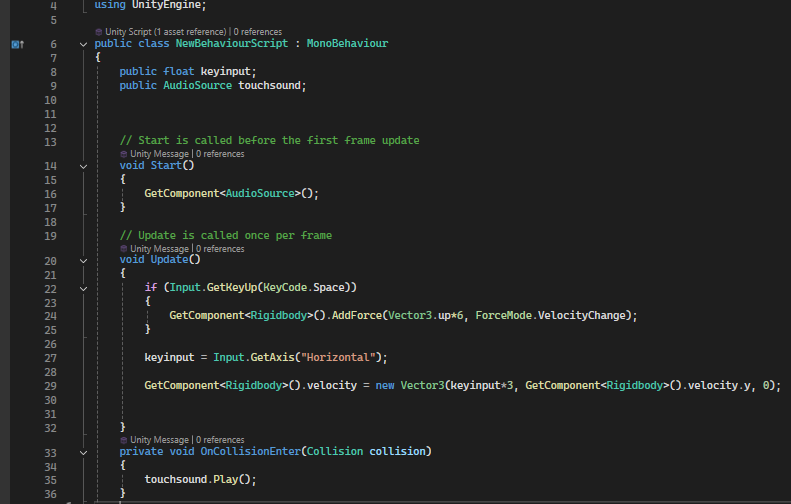 4 using UnityEngine;
5
Unity Script (1 asset reference) | 0 references
6 public class NewBehaviourScript : MonoBehaviour
7 {
8 public float keyinput;
9 public AudioSource touchsound;
10
11
12
13 // Start is called before the first frame update
Unity Message | 0 references
14 void Start()
15 {
16 GetComponent<AudioSource>();
17 }
18
19 // Update is called once per frame
Unity Message | 0 references
20 void Update()
21 {
22 if (Input.GetKeyUp(KeyCode.Space))
23 {
24 GetComponent<Rigidbody>().AddForce(Vector3.up*6, ForceMode.VelocityChange);
25 }
26
27 keyinput = Input.GetAxis("Horizontal");
28
29 GetComponent<Rigidbody>().velocity = new Vector3(keyinput*3, GetComponent<Rigidbody>().velocity.y, 0);
30
31
32 }
Unity Message | 0 references
33 private void OnCollisionEnter(Collision collision)
34 {
35 touchsound.Play();
36 }